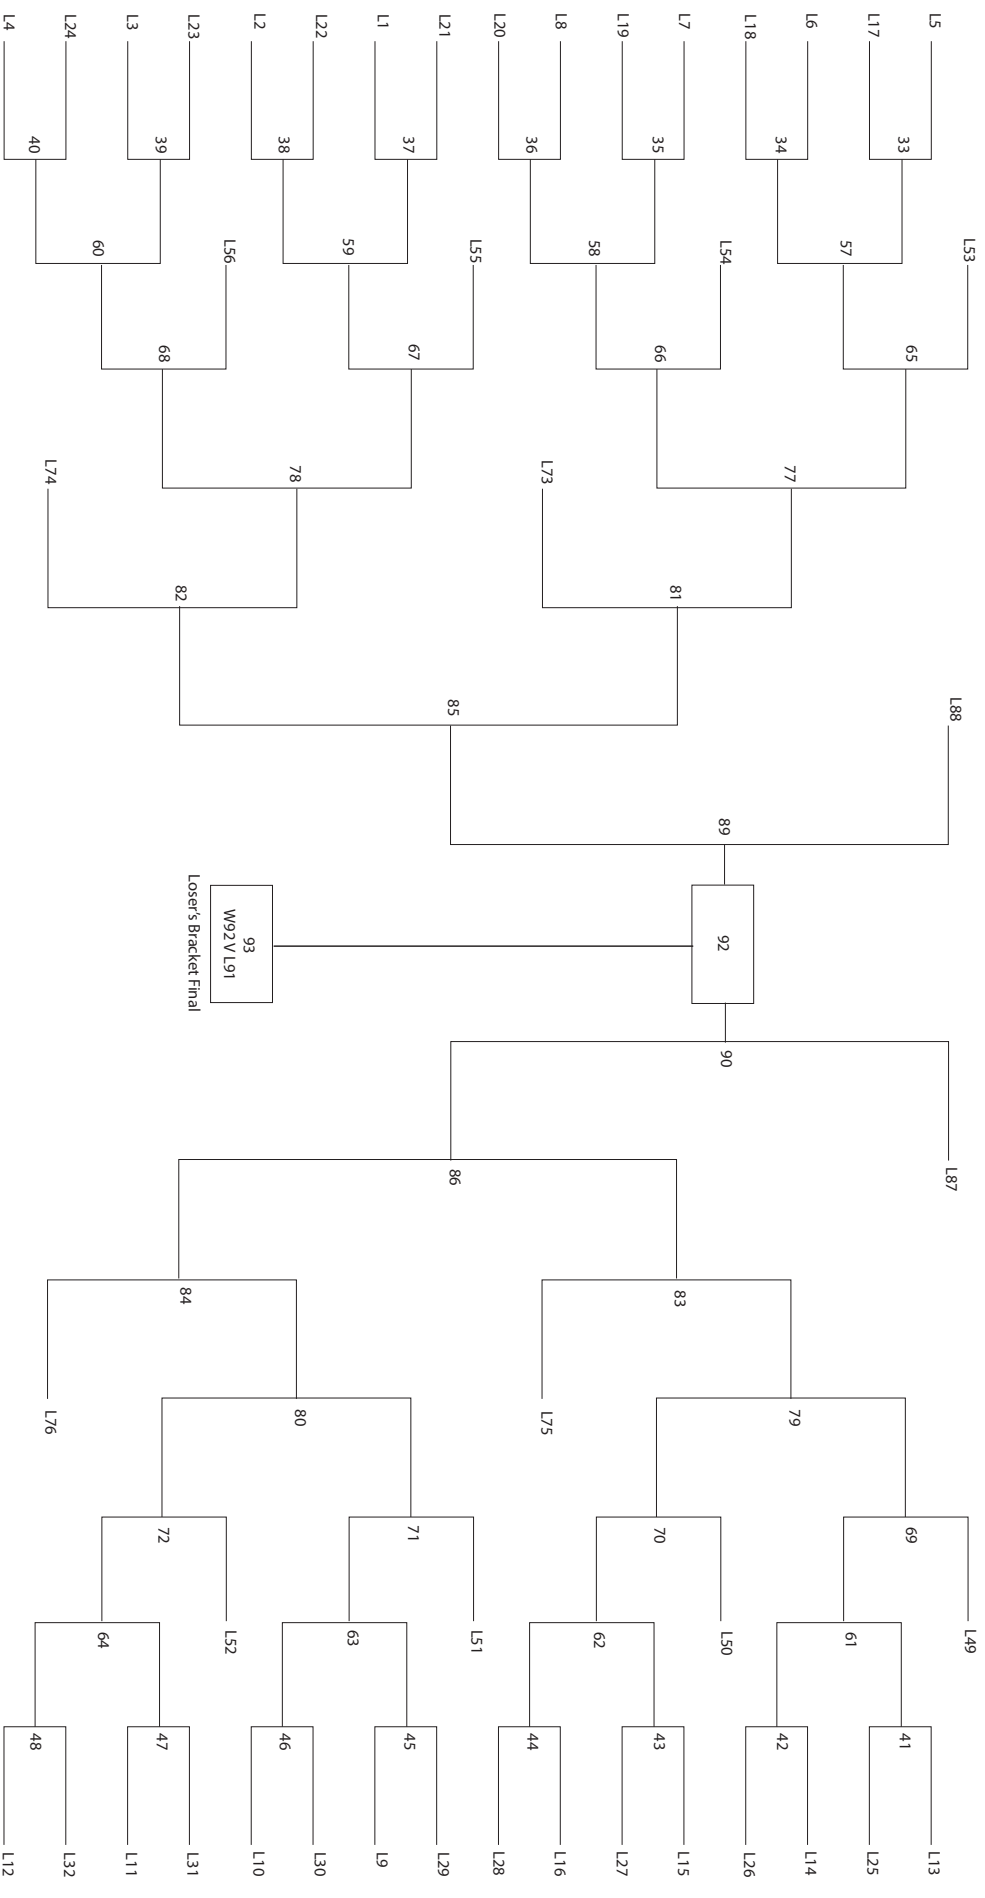 L53
L49
L88
L87
L5
L13
65
69
33
41
L17
L25
57
61
L6
L14
77
79
34
42
L18
L26
L54
89
92
90
L50
L7
L15
81
83
66
70
35
43
L19
L27
58
62
L8
L16
L73
L75
36
44
L20
L28
L55
L51
85
86
L21
L29
67
71
37
45
L1
L9
59
63
L22
L30
78
80
38
46
L2
L10
93
W92 V L91
L56
L52
L23
Loser's Bracket Final
L31
82
84
68
72
39
47
L3
L11
60
64
L24
L32
L74
L76
40
48
L4
L12